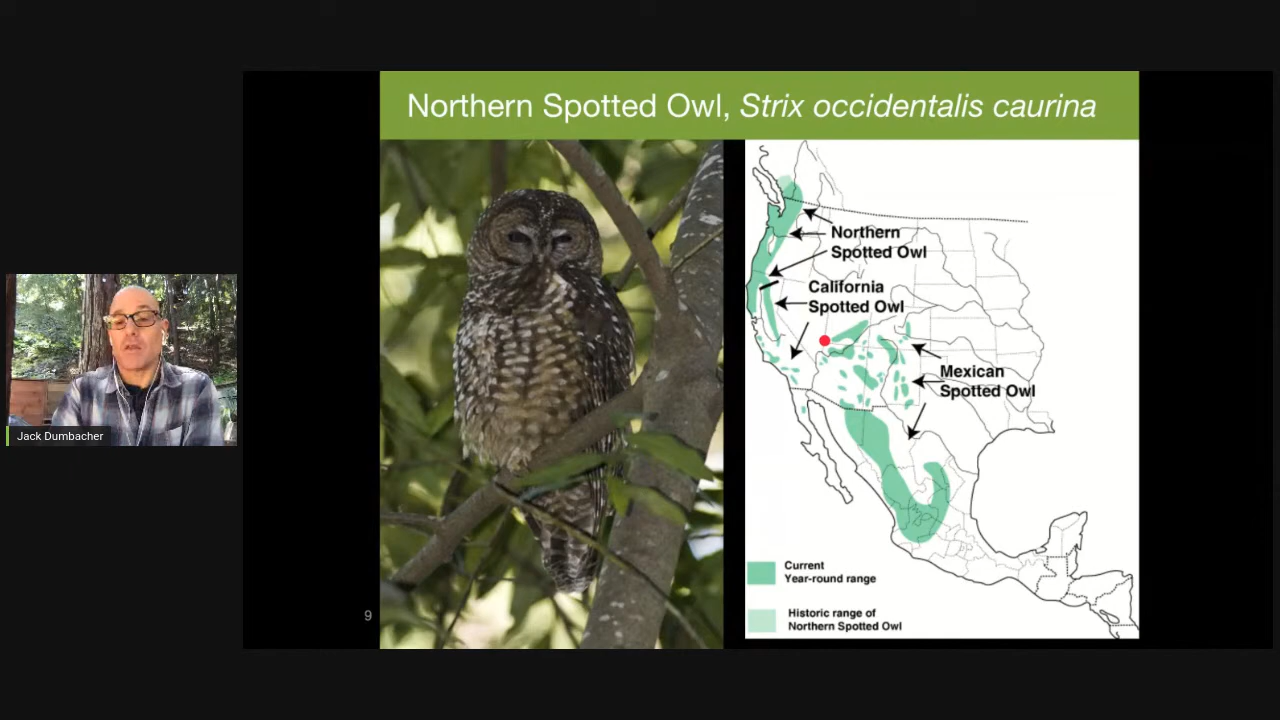 Northern Spotted Owl, Strix occidentalis caurina
Northern
Spotted Owl
California
Spotted Owl
Mexican
Spotted Owl
Current
Year-round range
Historic range of
Northern Spotted Owl
9
Jack Dumbacher